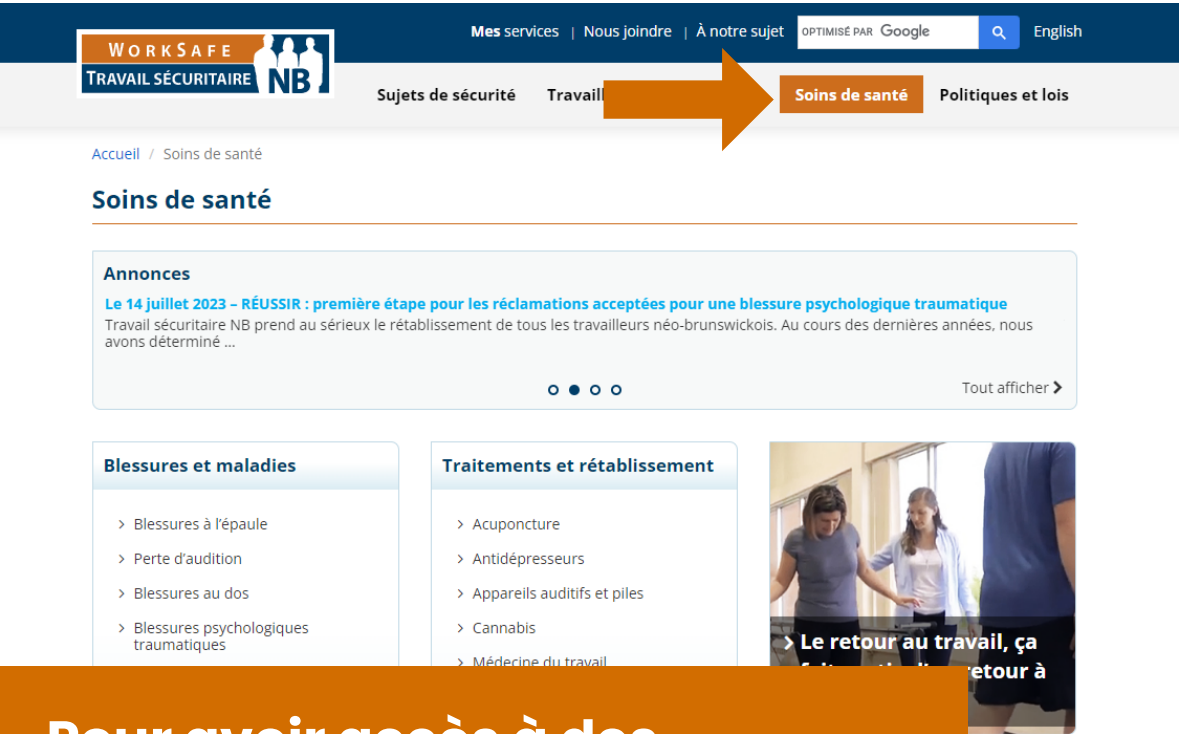 Mes services | Nous joindre | À notre sujet OPTIMISÉ PAR Google English
WORKSAFE
TRAVAIL SÉCURITAIRE NB
Sujets de sécurité Soins de santé Politiques et lois
Accueil / Soins de santé
Soins de santé
Annonces
Le 14 juillet 2023 – RÉUSSIR : première étape pour les réclamations acceptées pour une blessure psychologique traumatique
Travail sécuritaire NB prend au sérieux le rétablissement de tous les travailleurs néo-brunswickois. Au cours des dernières années, nous
avons déterminé ...
Tout afficher
Blessures et maladies
> Blessures à l'épaule
> Perte d'audition
> Blessures au dos
> Blessures psychologiques
traumatiques
Traitements et rétablissement
> Acuponcture
> Antidépresseurs
> Appareils auditifs et piles
> Cannabis
> Médecine du travail
> Le retour au travail, ça
retour à
Pour avoir accès à des